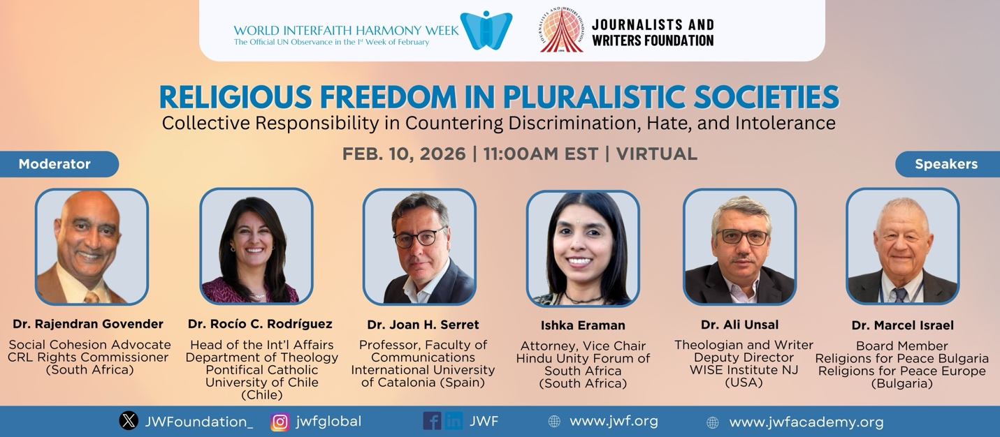 WORLD INTERFAITH HARMONY WEEK
The Official UN Observance in the 1st Week of February
JOURNALISTS AND WRITERS FOUNDATION
1994
JOURNALISTS AND
WRITERS FOUNDATION
RELIGIOUS FREEDOM IN PLURALISTIC SOCIETIES
Collective Responsibility in Countering Discrimination, Hate, and Intolerance
FEB. 10, 2026 | 11:00AM EST | VIRTUAL
Moderator
Speakers
Dr. Rajendran Govender
Social Cohesion Advocate
CRL Rights Commissioner
(South Africa)
Dr. Rocío C. Rodríguez
Head of the Int'l Affairs
Department of Theology
Pontifical Catholic
University of Chile
(Chile)
Dr. Joan H. Serret
Professor, Faculty of
Communications
International University
of Catalonia (Spain)
Ishka Eraman
Attorney, Vice Chair
Hindu Unity Forum of
South Africa
(South Africa)
Dr. Ali Unsal
Theologian and Writer
Deputy Director
WISE Institute NJ
(USA)
Dr. Marcel Israel
Board Member
Religions for Peace Bulgaria
Religions for Peace Europe
(Bulgaria)
JWFoundation_
jwfglobal
JWF
www.jwf.org
www.jwfacademy.org